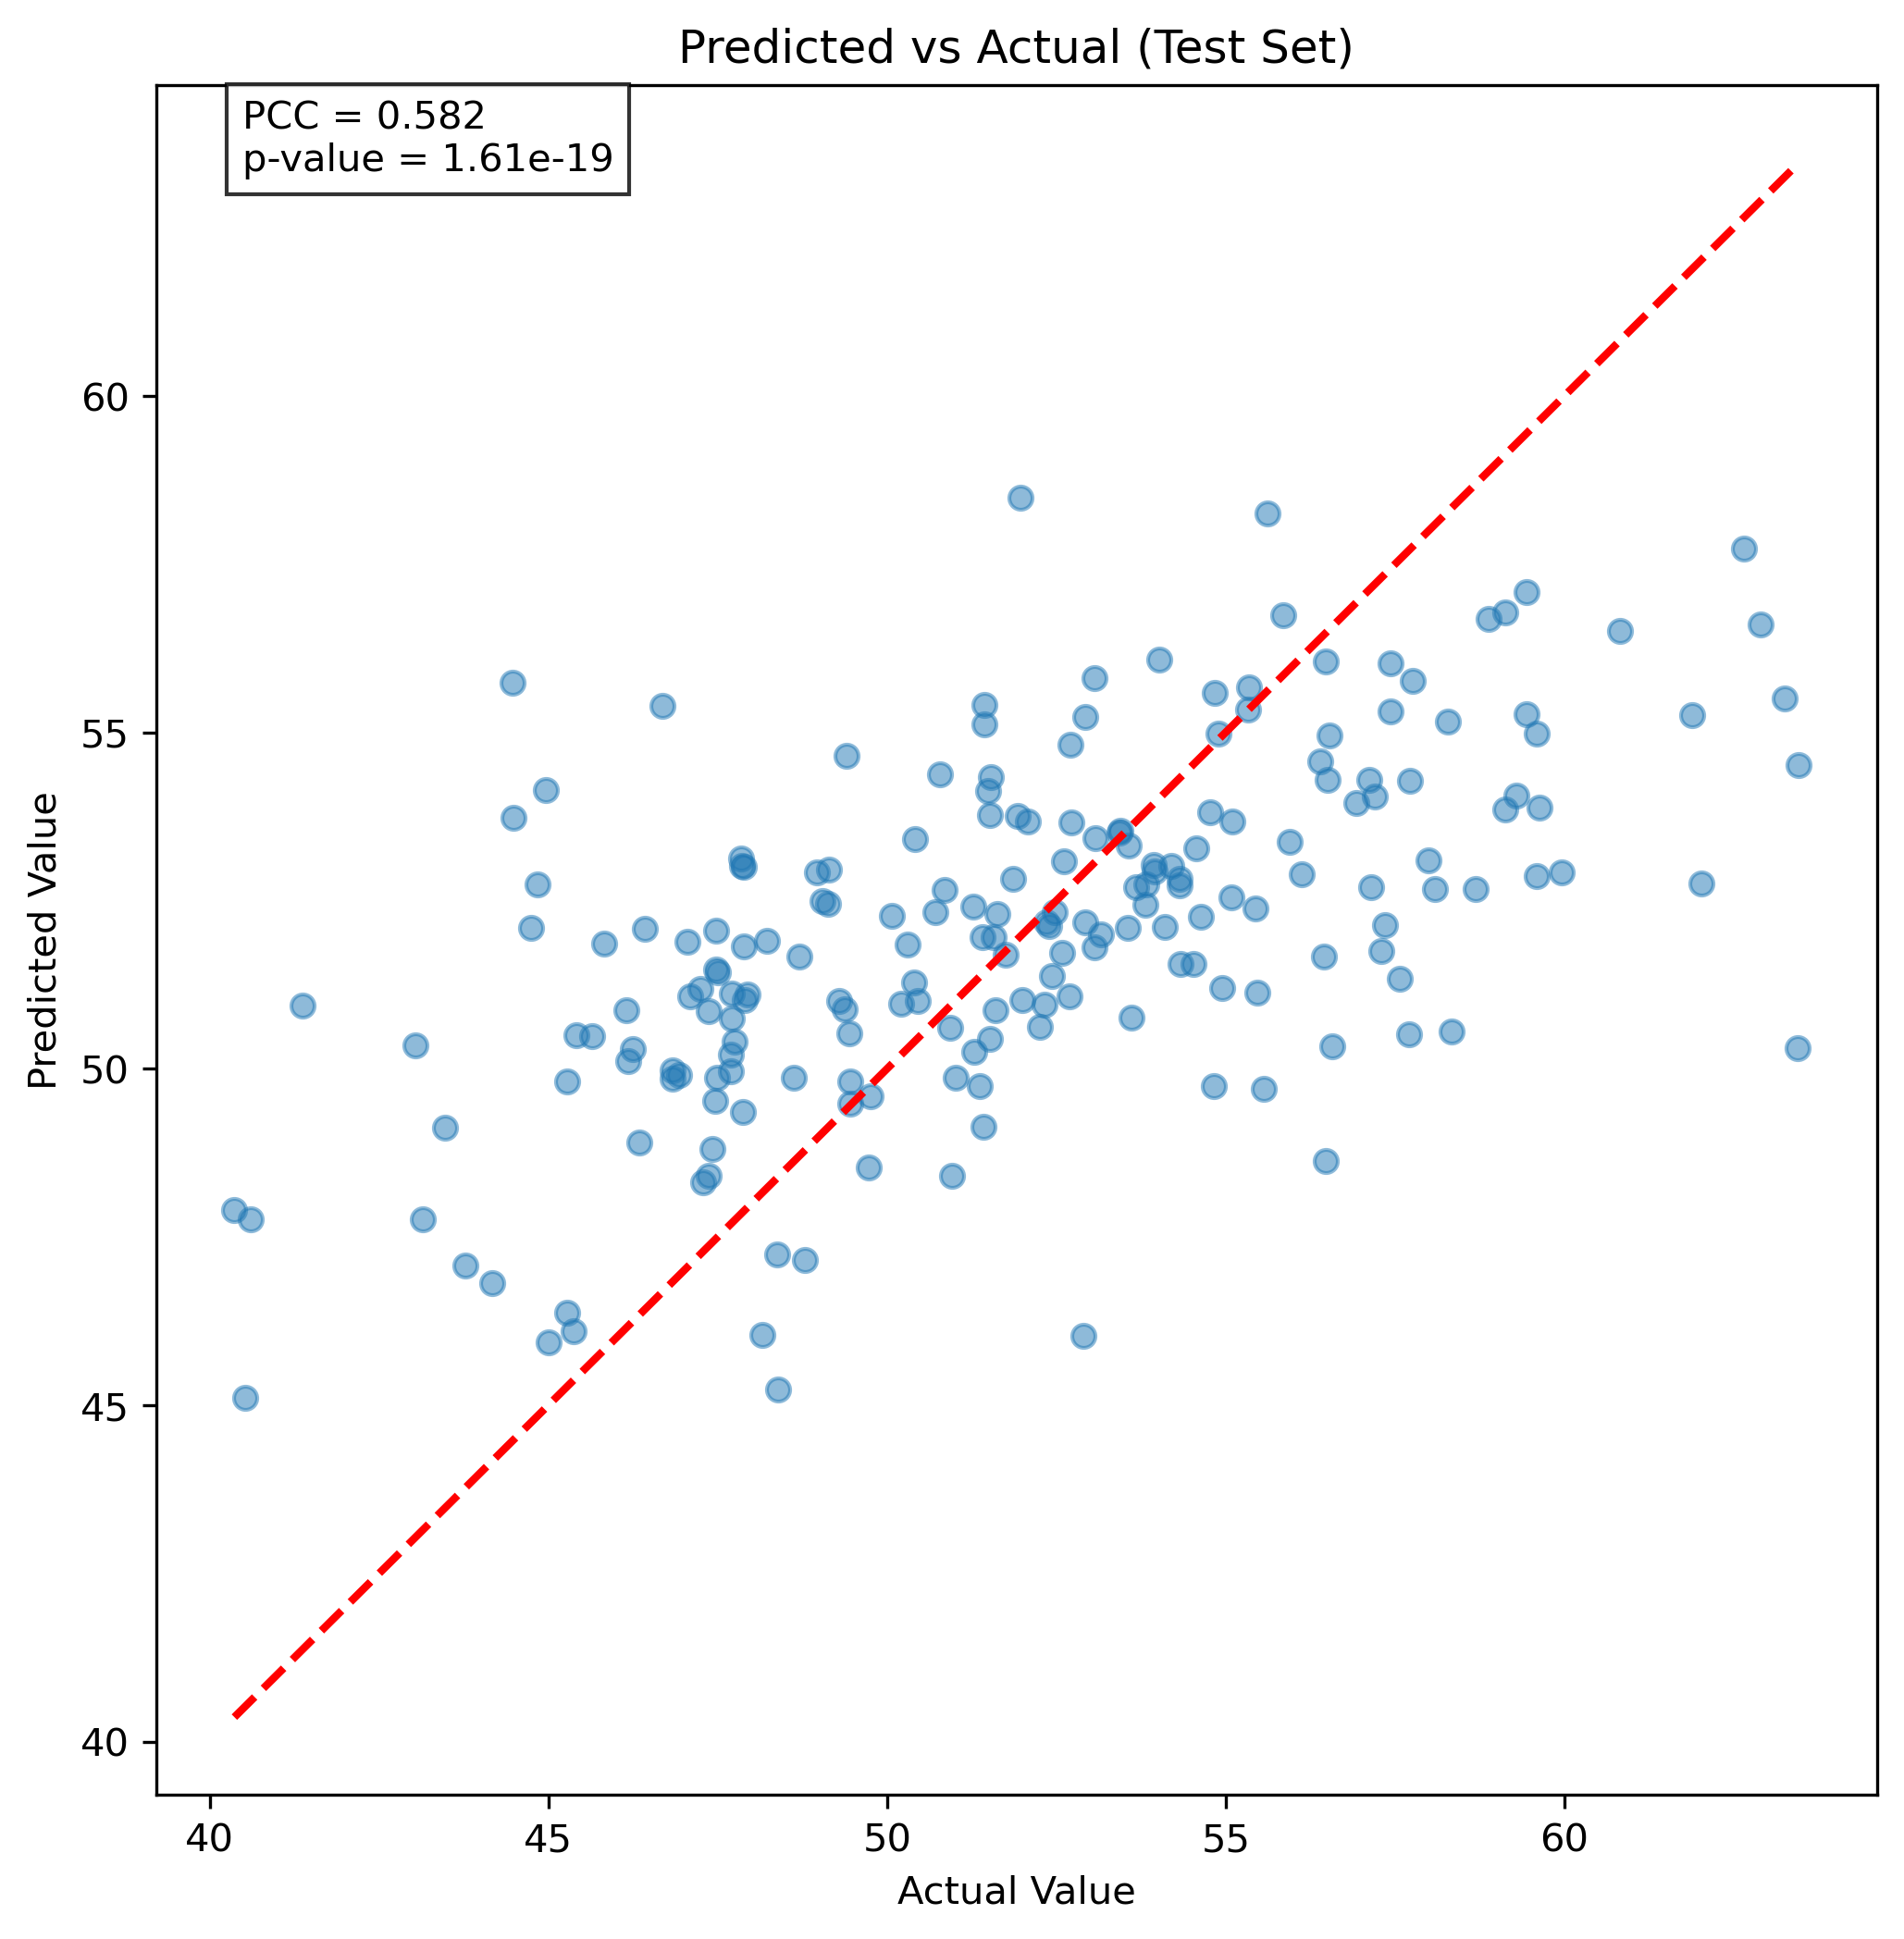 Predicted vs Actual (Test Set)
PCC = 0.582
p-value = 1.61e-19
60
55
50
45
40
Predicted Value
40 45 50 55 60
Actual Value